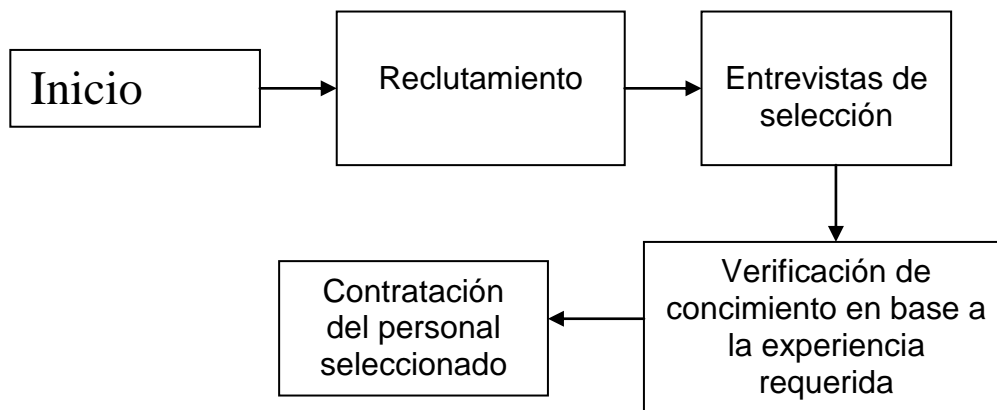 Inicio
Reclutamiento
Entrevistas de
selección
Verificación de
concimiento en base a
la experiencia
requerida
Contratación
del personal
seleccionado